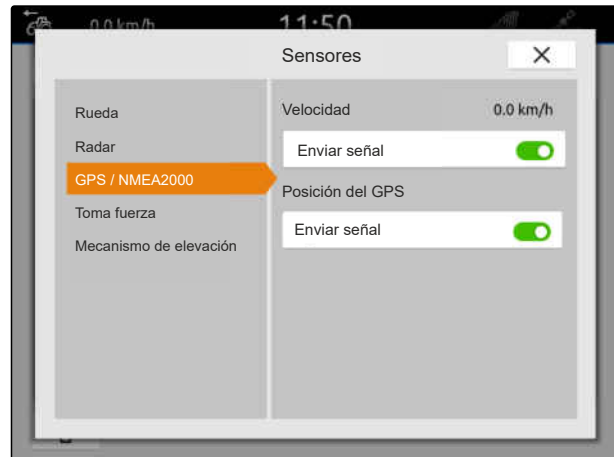 0.0 km/h
11:50
Sensores
Rueda
Radar
GPS / NMEA2000
Toma fuerza
Mecanismo de elevación
Velocidad 0.0 km/h
Enviar señal
Posición del GPS
Enviar señal